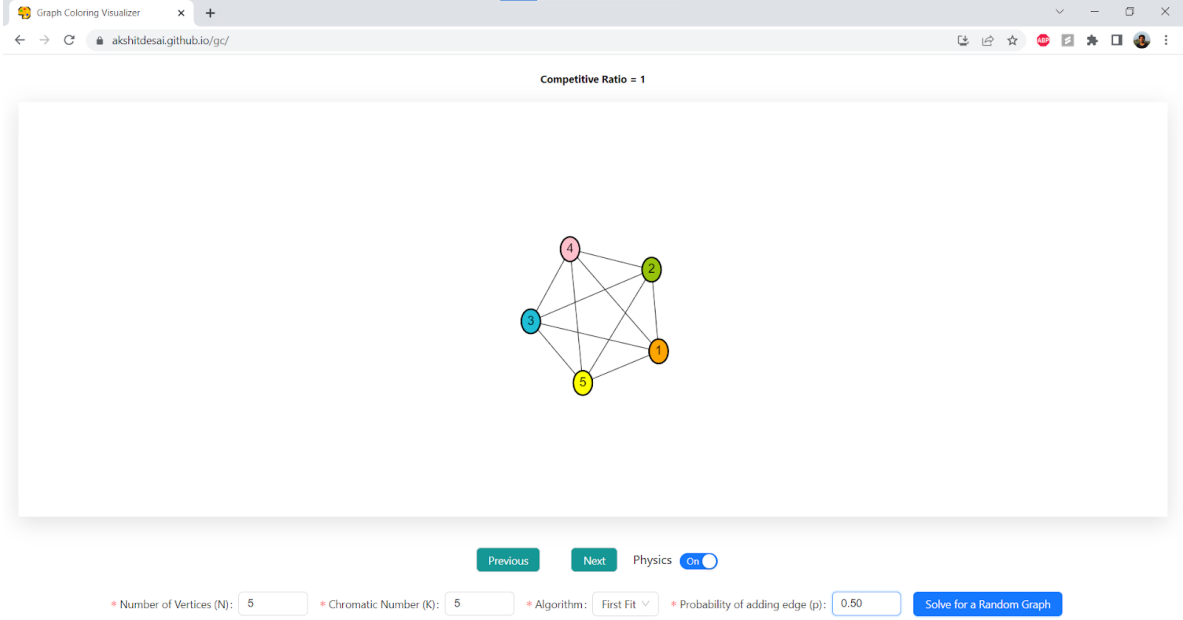 Graph Coloring Visualizer
akshitdesai.github.io/gc/
ABP
Competitive Ratio = 1
4
2
3
1
5
Previous Next Physics On
* Number of Vertices (N): 5 * Chromatic Number (K): 5 * Algorithm: First Fit * Probability of adding edge (p): 0.50 Solve for a Random Graph